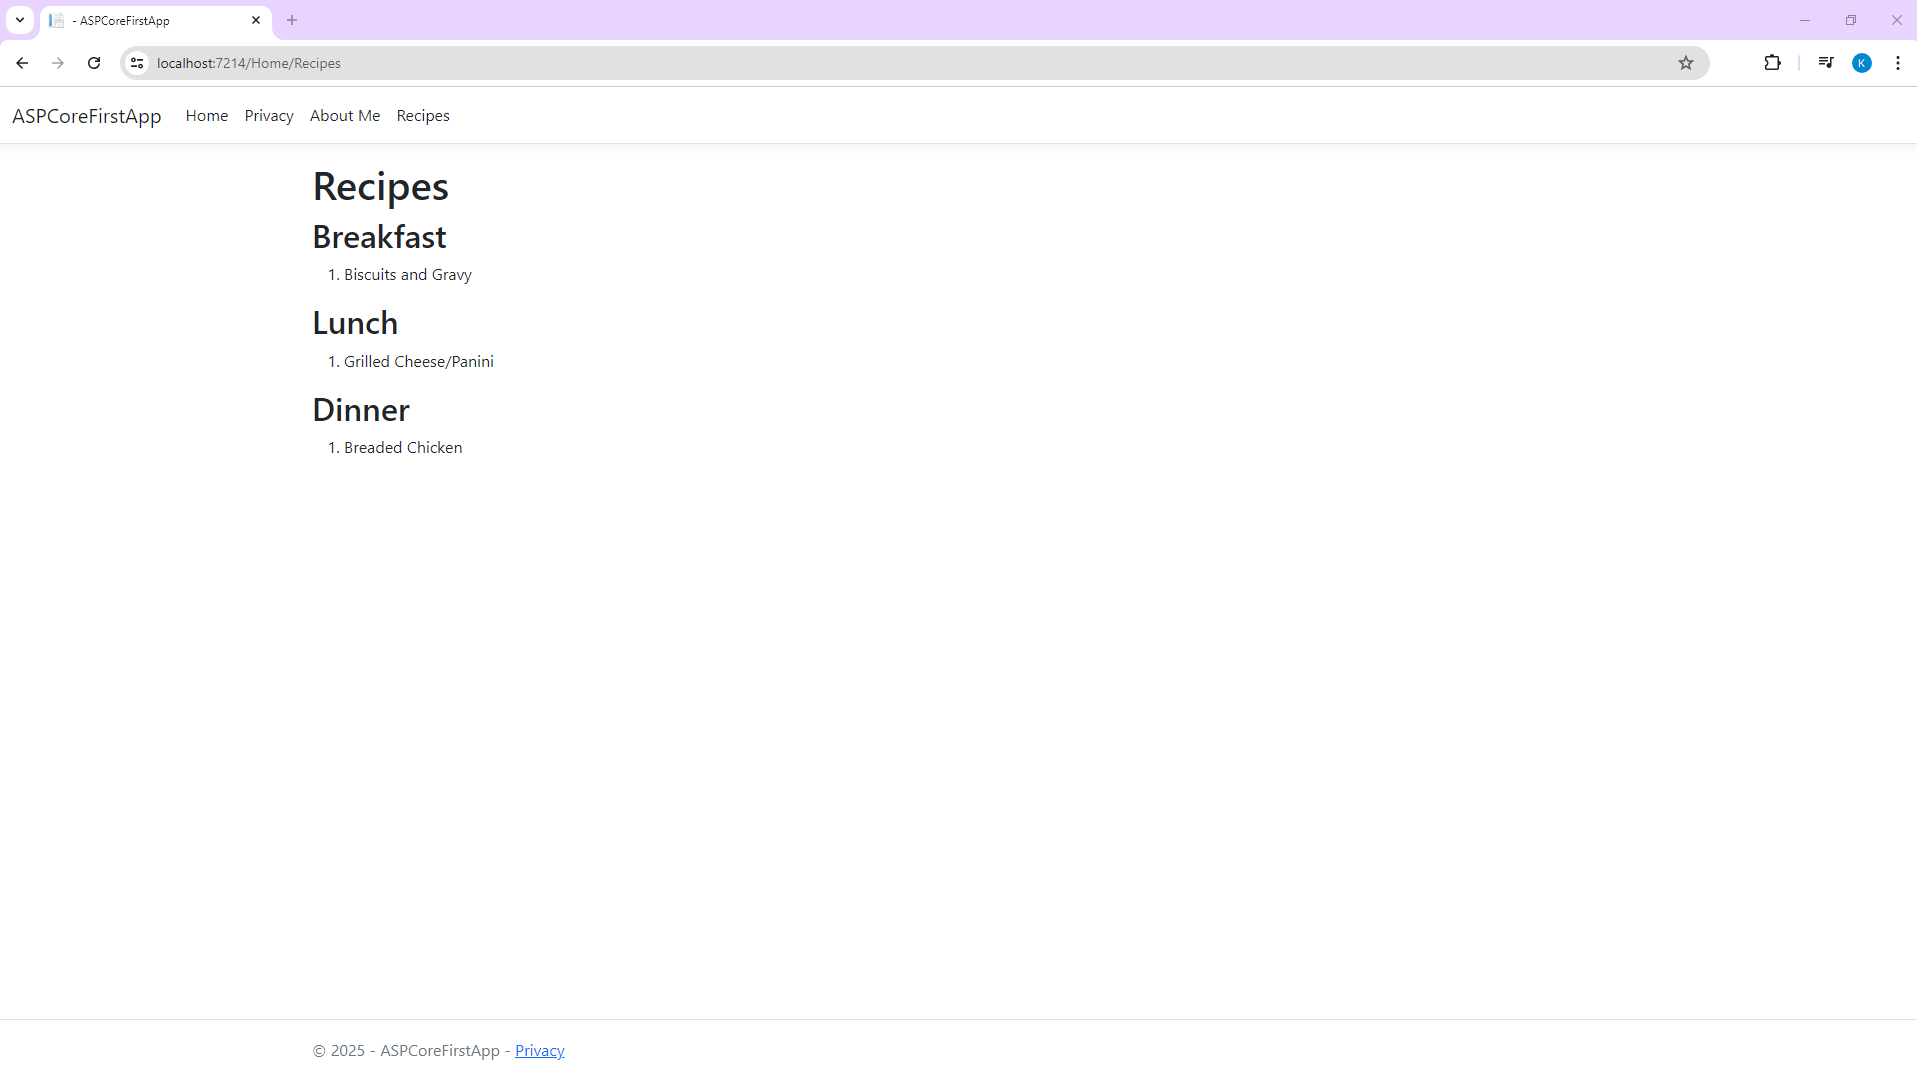 - ASPCoreFirstApp
localhost:7214/Home/Recipes
K
ASPCoreFirstApp Home Privacy About Me Recipes
Recipes
Breakfast
1. Biscuits and Gravy
Lunch
1. Grilled Cheese/Panini
Dinner
1. Breaded Chicken
© 2025 - ASPCoreFirstApp - Privacy